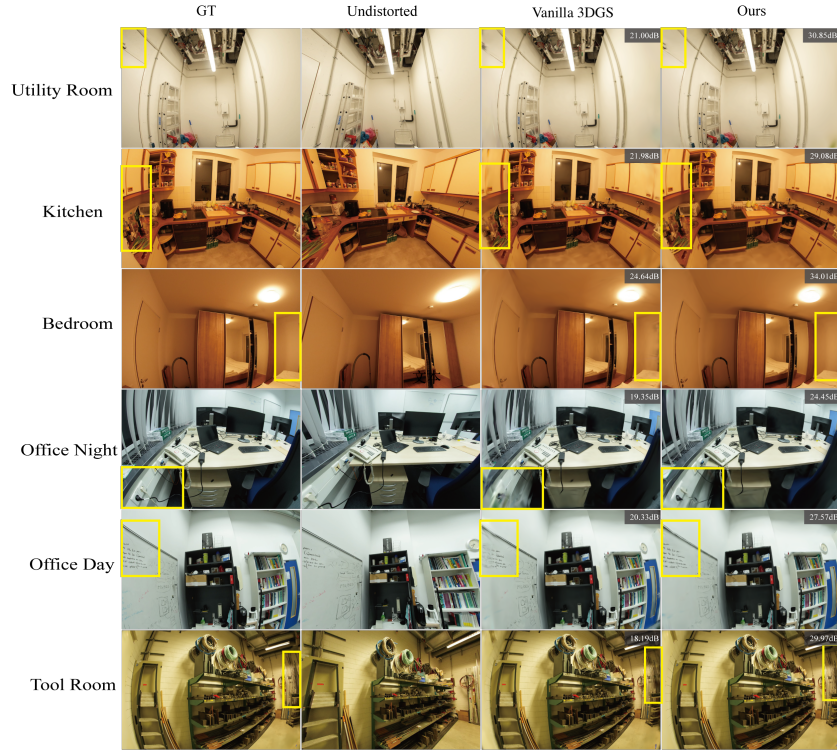 GT Undistorted Vanilla 3DGS Ours
Utility Room 21.00dB 30.85dB
Kitchen 21.98dB 29.08dB
Bedroom 24.64dB 34.01dB
Office Night 19.35dB 24.45dB
Office Day 20.33dB 27.57dB
Tool Room 18.19dB 29.97dB